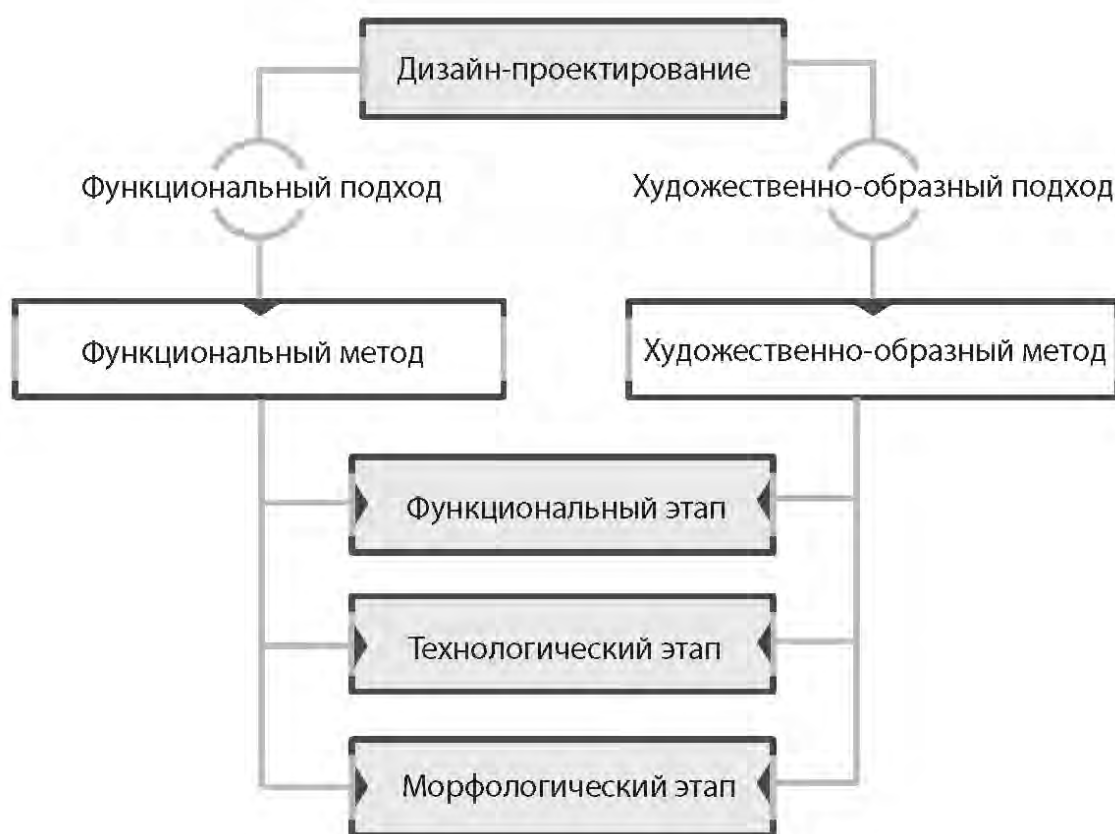 Дизайн-проектирование
Функциональный подход
Художественно-образный подход
Функциональный метод
Художественно-образный метод
Функциональный этап
Технологический этап
Морфологический этап